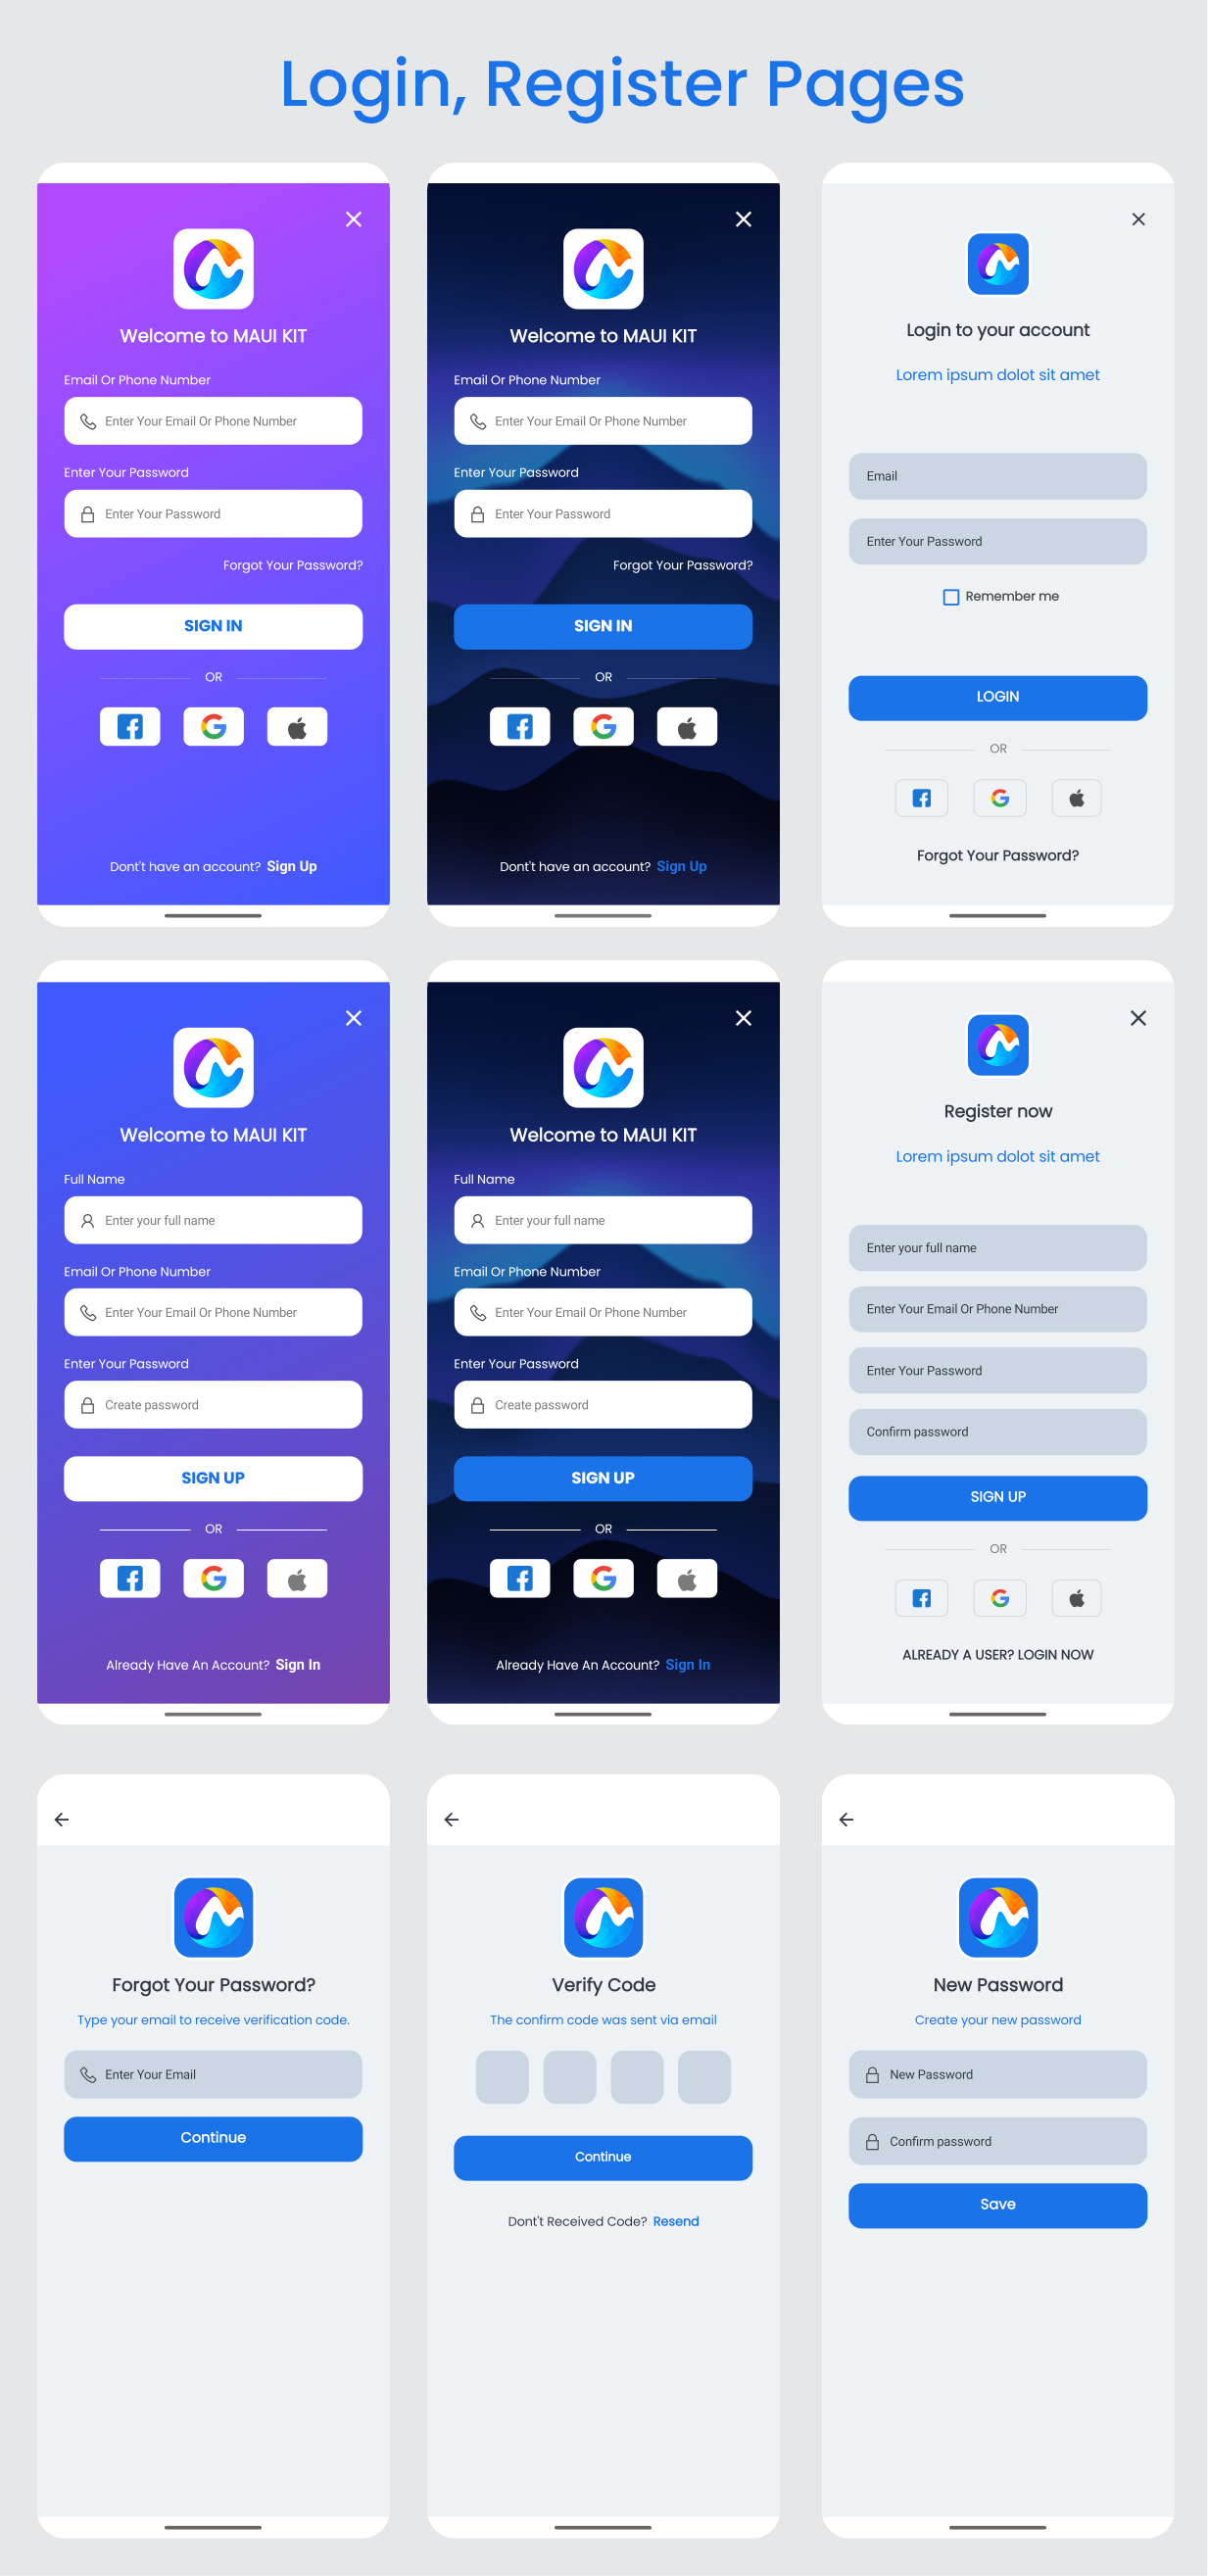 Login, Register Pages
Welcome to MAUI KIT
Email Or Phone Number
Enter Your Email Or Phone Number
Enter Your Password
Enter Your Password
Forgot Your Password?
SIGN IN
OR
Dont't have an account? Sign Up
Welcome to MAUI KIT
Email Or Phone Number
Enter Your Email Or Phone Number
Enter Your Password
Enter Your Password
Forgot Your Password?
SIGN IN
OR
Dont't have an account? Sign Up
Login to your account
Lorem ipsum dolot sit amet
Email
Enter Your Password
Remember me
LOGIN
OR
Forgot Your Password?
Welcome to MAUI KIT
Full Name
Enter your full name
Email Or Phone Number
Enter Your Email Or Phone Number
Enter Your Password
Create password
SIGN UP
OR
Already Have An Account? Sign In
Welcome to MAUI KIT
Full Name
Enter your full name
Email Or Phone Number
Enter Your Email Or Phone Number
Enter Your Password
Create password
SIGN UP
OR
Already Have An Account? Sign In
Register now
Lorem ipsum dolot sit amet
Enter your full name
Enter Your Email Or Phone Number
Enter Your Password
Confirm password
SIGN UP
OR
ALREADY A USER? LOGIN NOW
Forgot Your Password?
Type your email to receive verification code.
Enter Your Email
Continue
Verify Code
The confirm code was sent via email
Continue
Dont't Received Code? Resend
New Password
Create your new password
New Password
Confirm password
Save